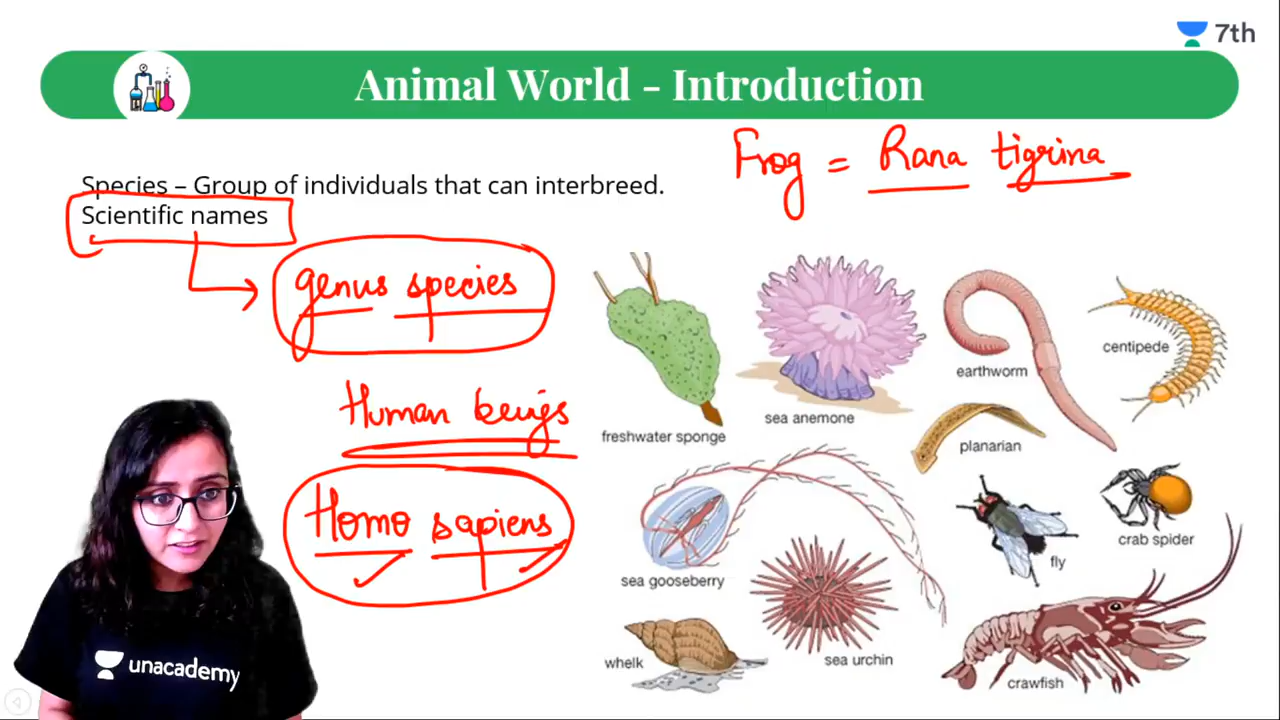 7th
Animal World - Introduction
Frog = Rana tigrina
Species – Group of individuals that can interbreed.
Scientific names
genus species
Human beings
Homo sapiens
freshwater sponge
sea anemone
earthworm
centipede
planarian
sea gooseberry
fly
crab spider
whelk
sea urchin
crawfish
unacademy